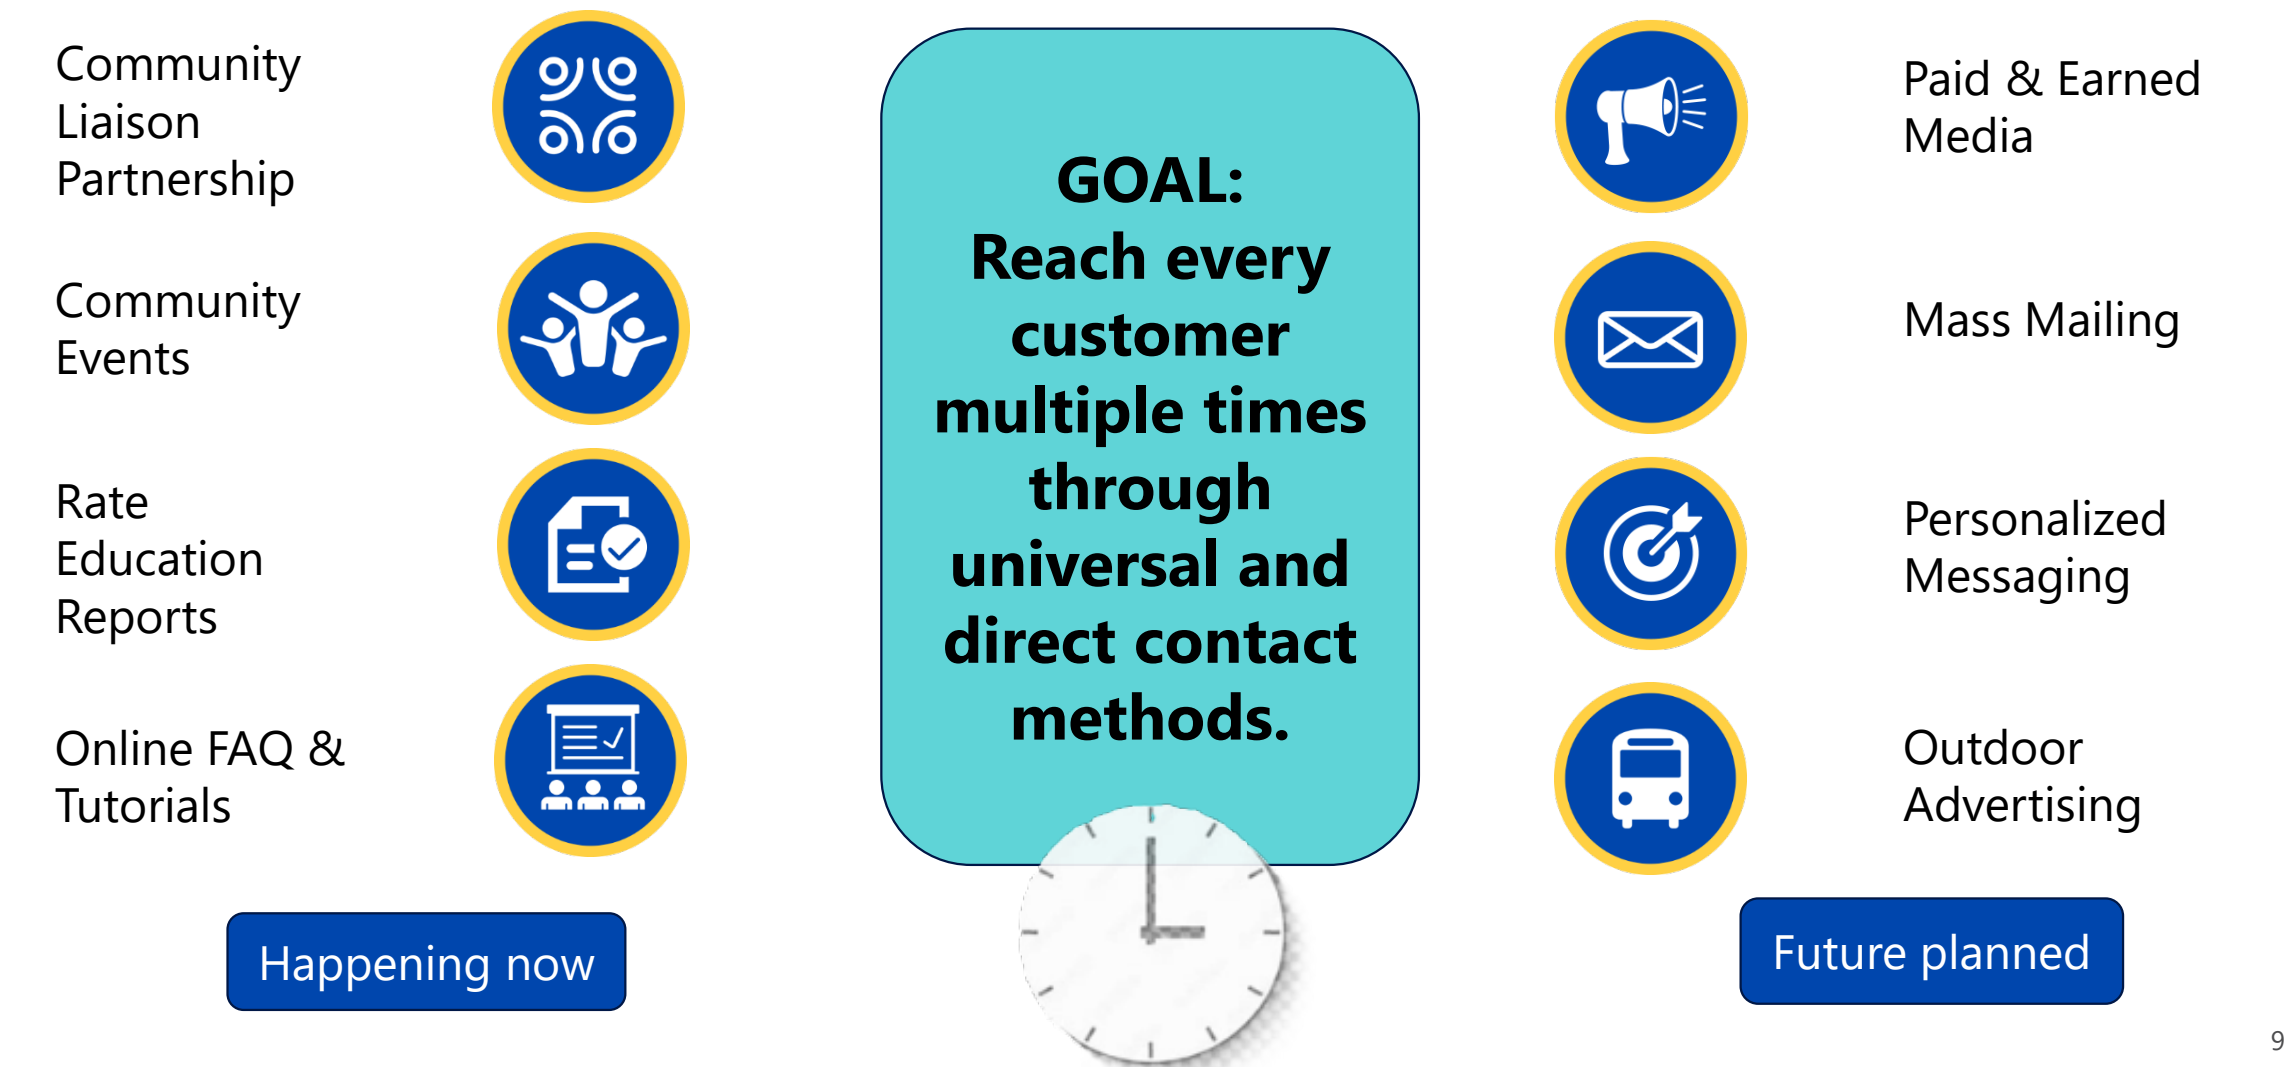 Community
Liaison
Partnership
Community
Events
Rate
Education
Reports
Online FAQ &
Tutorials
Happening now
GOAL:
Reach every
customer
multiple times
through
universal and
direct contact
methods.
Paid & Earned
Media
Mass Mailing
Personalized
Messaging
Outdoor
Advertising
Future planned
9